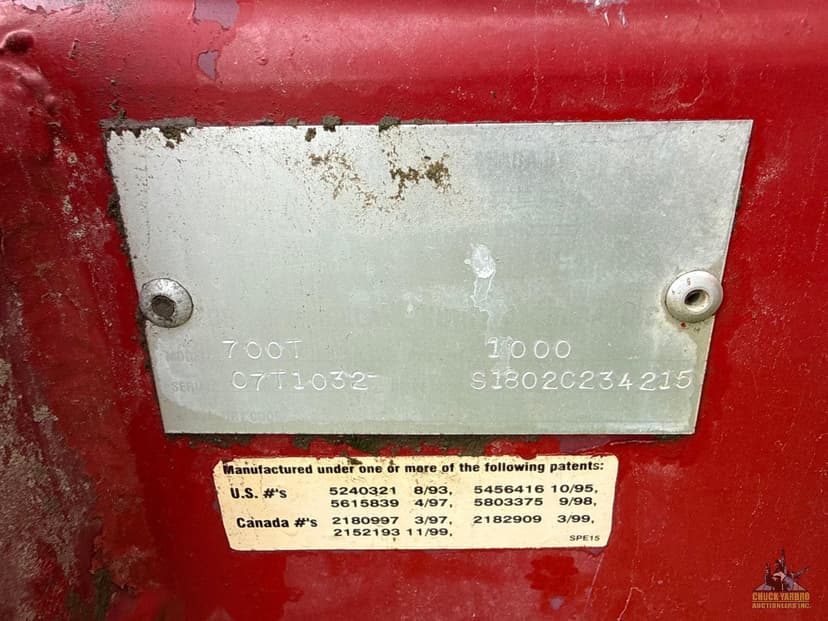 MODEL 700T 1000
SERIAL 07T1032- S1802C234215
Manufactured under one or more of the following patents:
U.S. #'s 5240321 8/93, 5456416 10/95,
5615839 4/97, 5803375 9/98,
Canada #'s 2180997 3/97, 2182909 3/99,
2152193 11/99,
SPE15
CHUCK YARBRO
AUCTIONEERS INC.